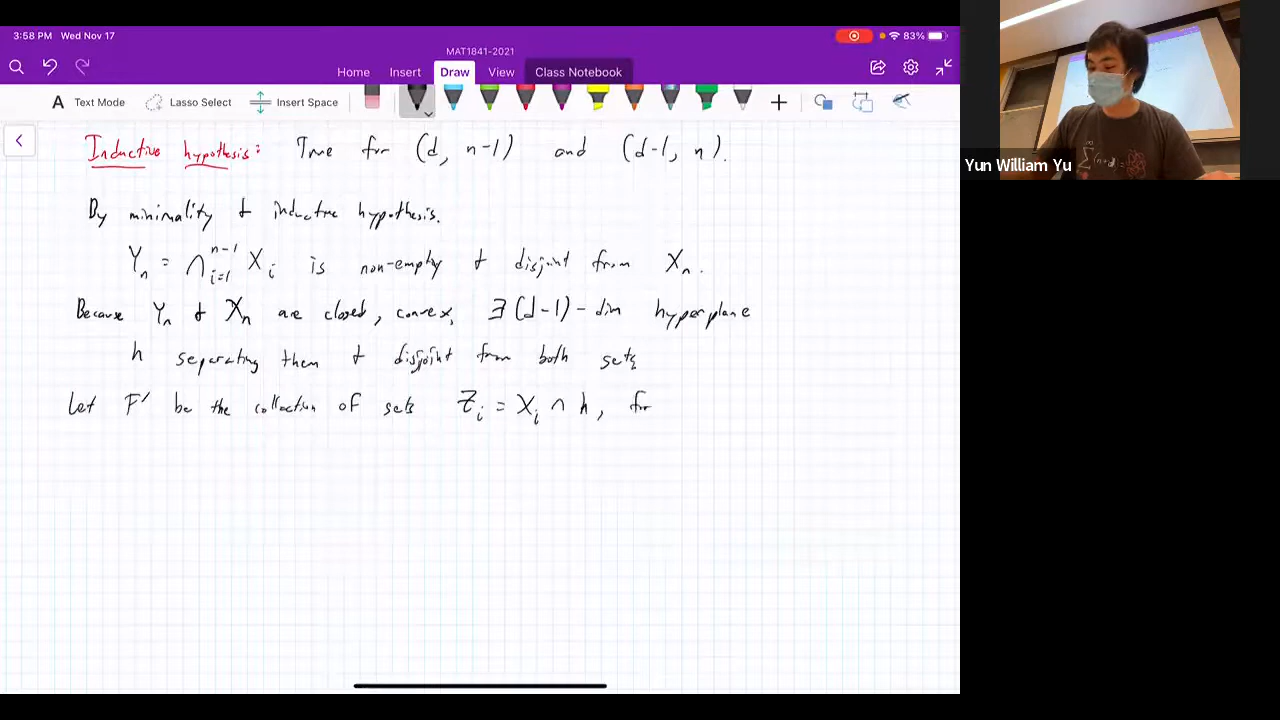 3:58 PM Wed Nov 17
83%
MAT1841-2021
Home Insert Draw View Class Notebook
A Text Mode Lasso Select Insert Space
Inductive hypothesis: True for (d, n-1) and (d-1, n).
By minimality & inductive hypothesis.
Yₙ = ∩ᵢ₌₁ⁿ⁻¹ Xᵢ is non-empty & disjoint from Xₙ.
Because Yₙ & Xₙ are closed, convex, ∃ (d-1)-dim hyperplane
h separating them & disjoint from both sets
Let F' be the collection of sets Zᵢ = Xᵢ ∩ h, for
Yun William Yu